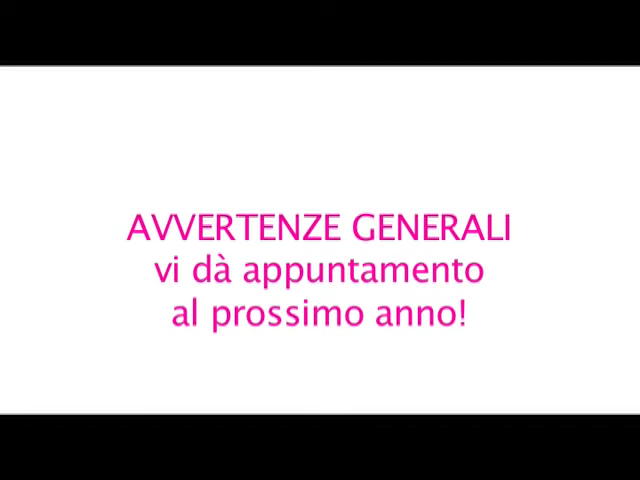 AVVERTENZE GENERALI
vi dà appuntamento
al prossimo anno!